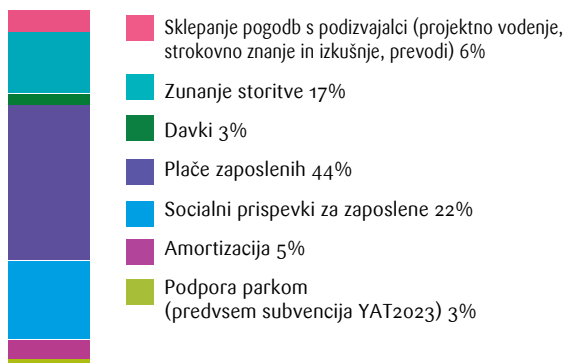 Sklepanje pogodb s podizvajalci (projektno vodenje,
strokovno znanje in izkušnje, prevodi) 6%
Zunanje storitve 17%
Davki 3%
Plače zaposlenih 44%
Socialni prispevki za zaposlene 22%
Amortizacija 5%
Podpora parkom
(predvsem subvencija YAT2023) 3%